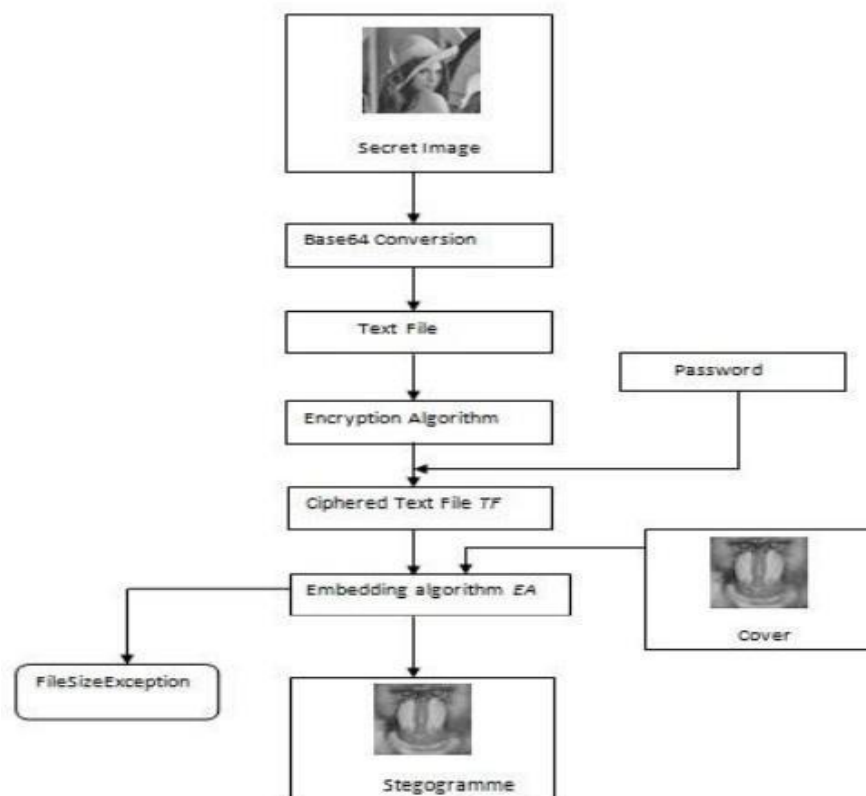 Secret Image
Base64 Conversion
Text File
Password
Encryption Algorithm
Ciphered Text File TF
Embedding algorithm EA
Cover
FileSizeException
Stegogramme